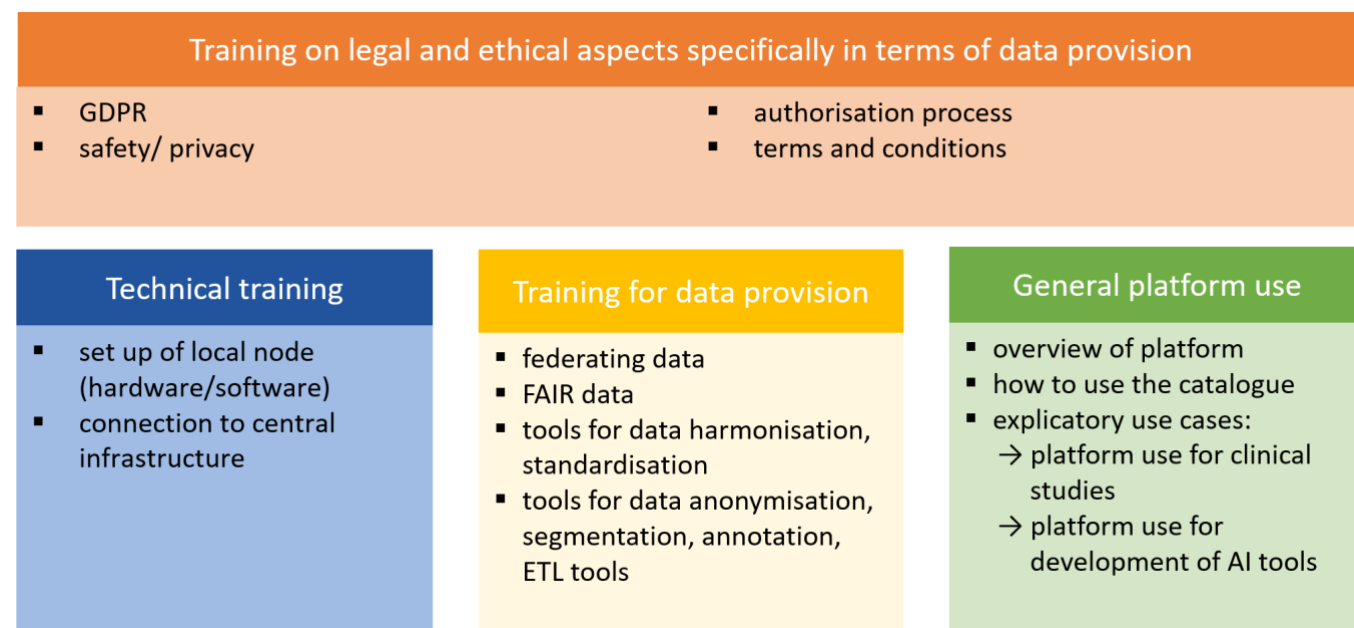 Training on legal and ethical aspects specifically in terms of data provision
▪ GDPR
▪ safety/ privacy
▪ authorisation process
▪ terms and conditions
Technical training
▪ set up of local node
(hardware/software)
▪ connection to central
infrastructure
Training for data provision
▪ federating data
▪ FAIR data
▪ tools for data harmonisation,
standardisation
▪ tools for data anonymisation,
segmentation, annotation,
ETL tools
General platform use
▪ overview of platform
▪ how to use the catalogue
▪ explicatory use cases:
→ platform use for clinical
studies
→ platform use for
development of AI tools